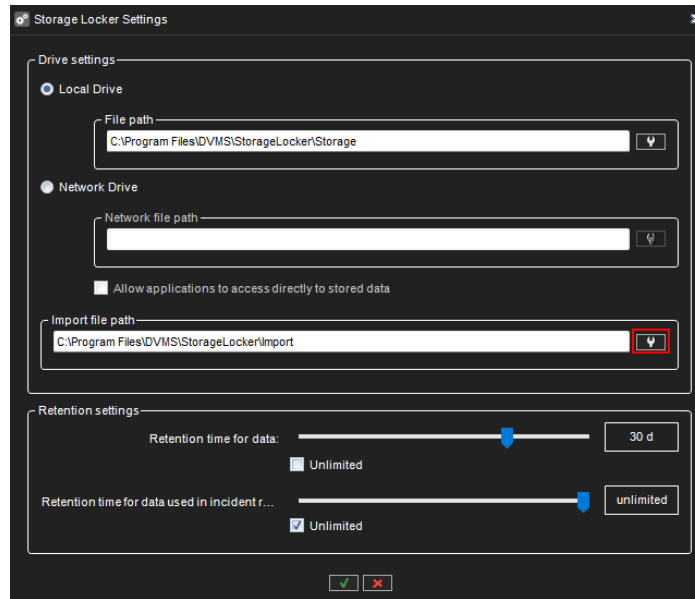 Storage Locker Settings
Drive settings
Local Drive
File path
C:\Program Files\DVMS\StorageLocker\Storage
Network Drive
Network file path
Allow applications to access directly to stored data
Import file path
C:\Program Files\DVMS\StorageLocker\Import
Retention settings
Retention time for data:
30 d
Unlimited
Retention time for data used in incident r...
unlimited
Unlimited